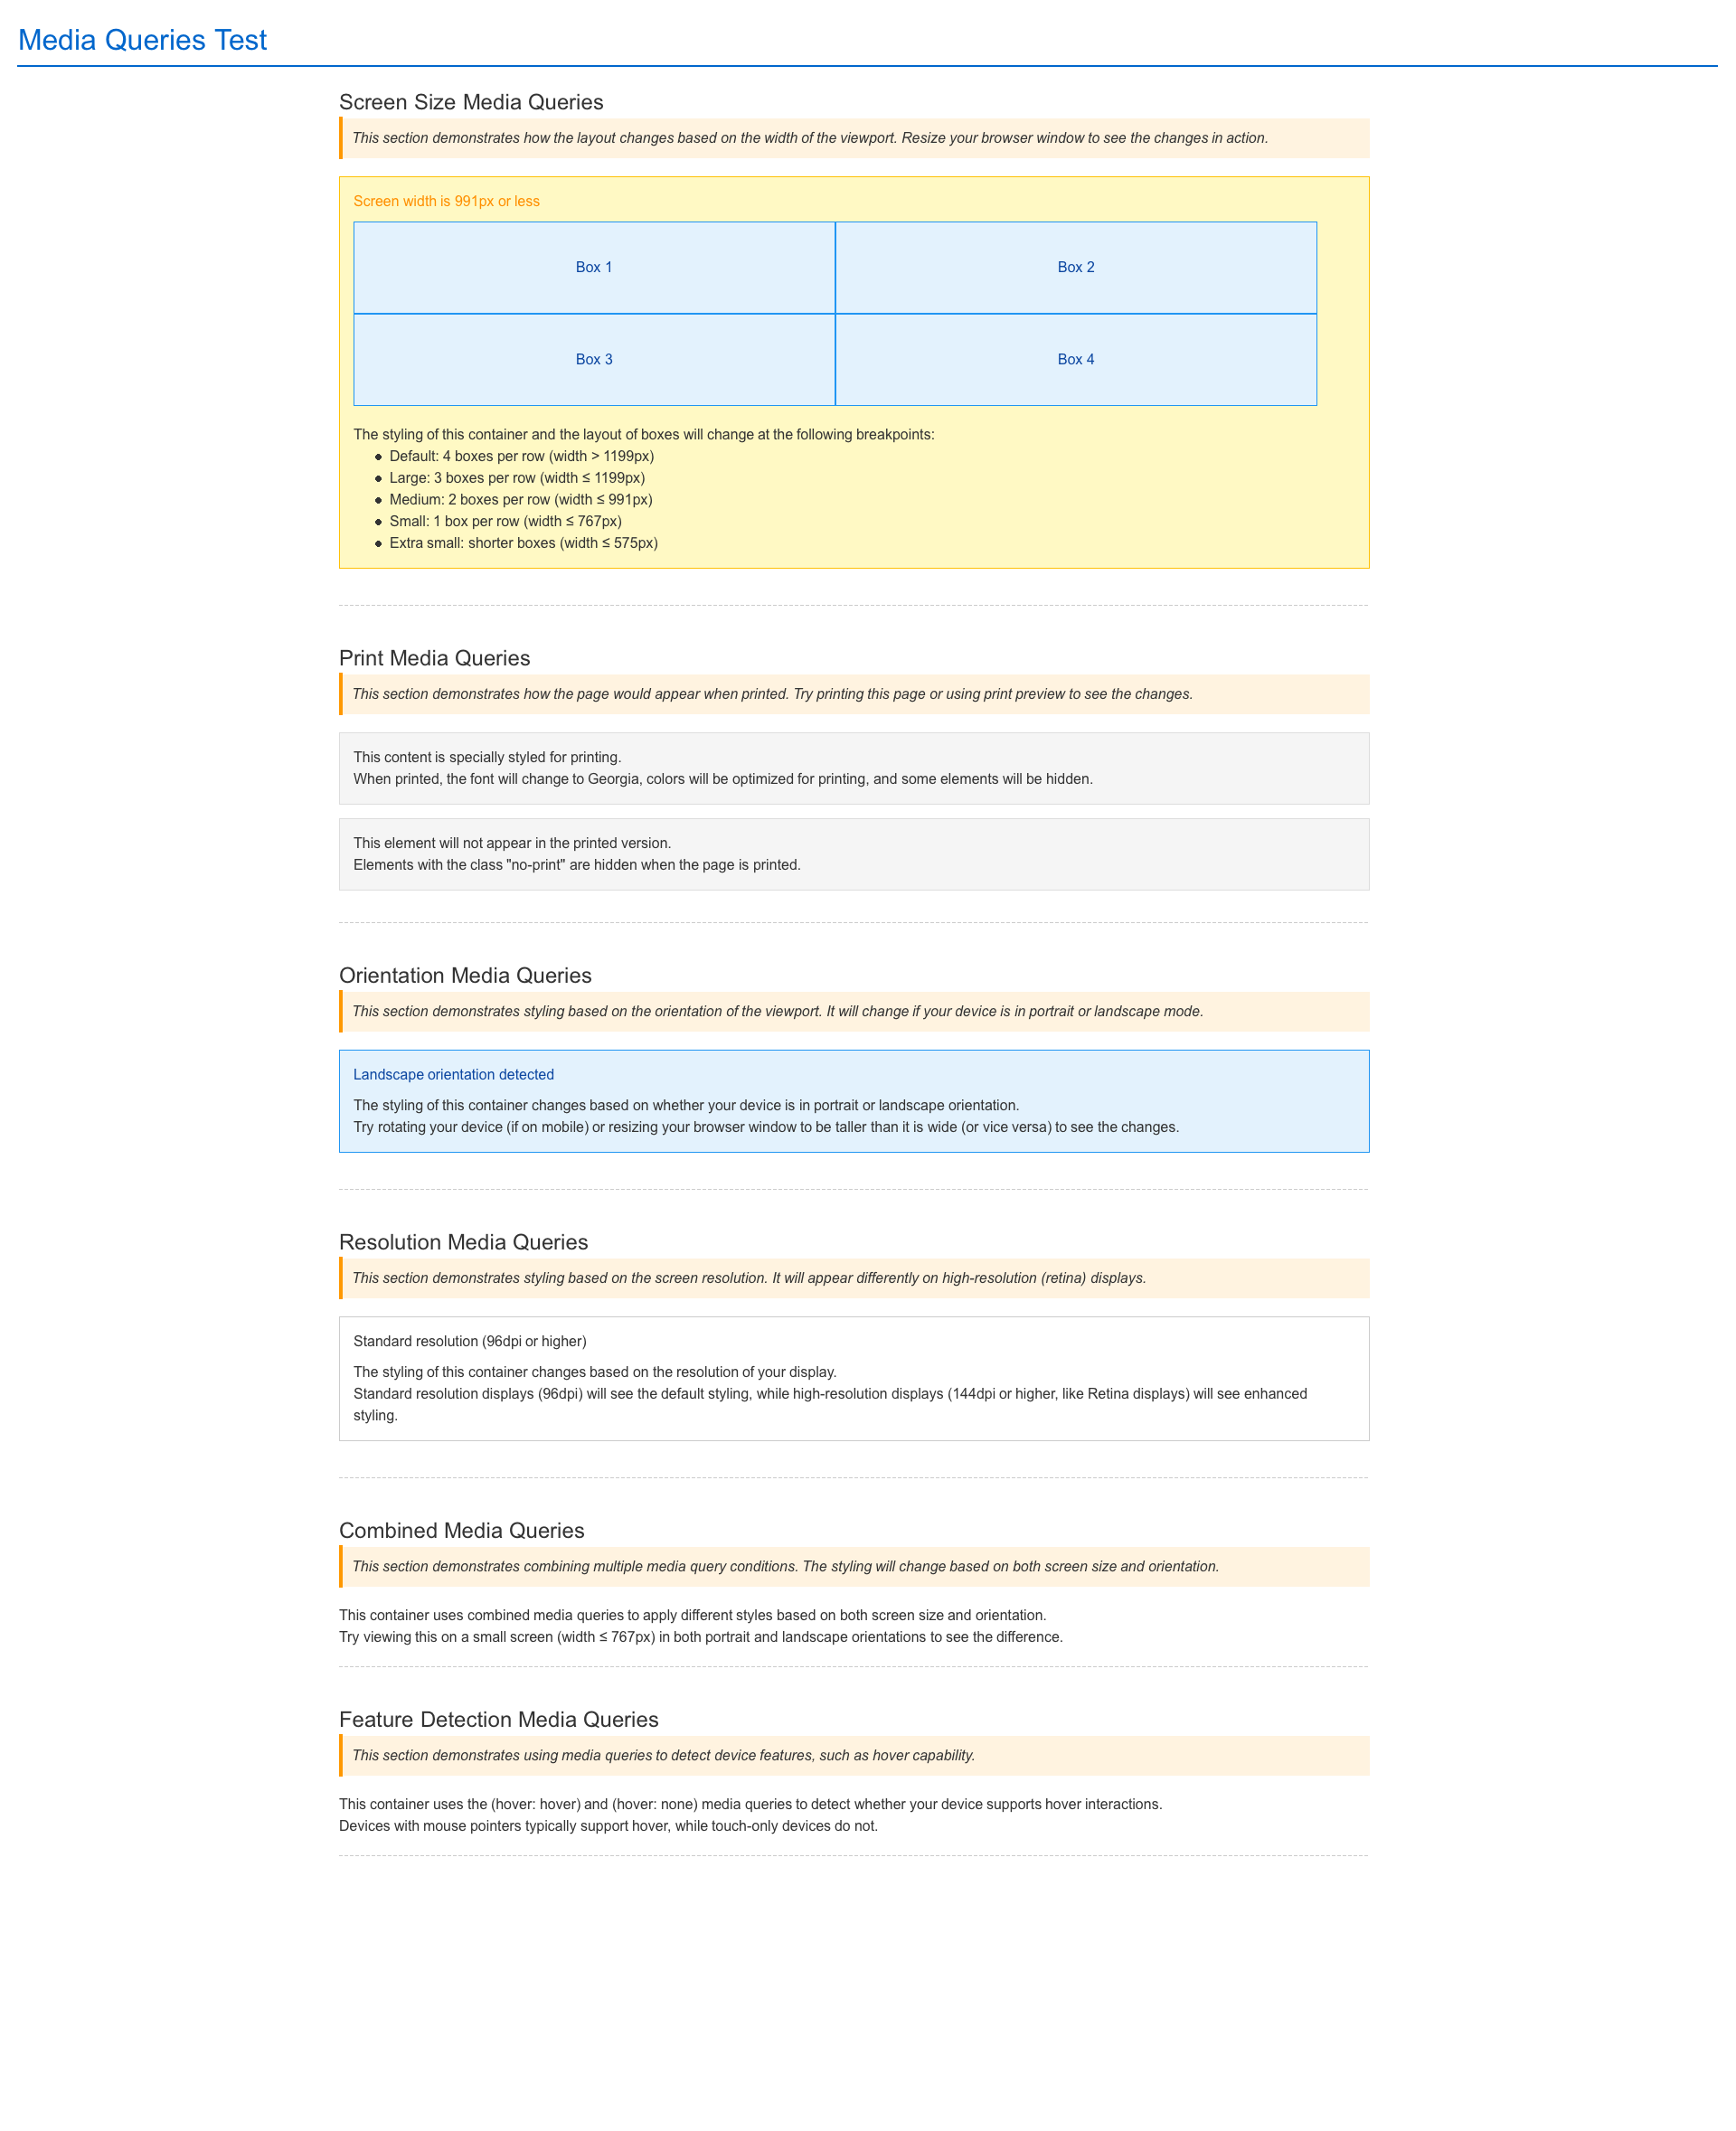 Media Queries Test
Screen Size Media Queries
This section demonstrates how the layout changes based on the width of the viewport. Resize your browser window to see the changes in action.
Screen width is 991px or less
Box 1
Box 2
Box 3
Box 4
The styling of this container and the layout of boxes will change at the following breakpoints:
Default: 4 boxes per row (width > 1199px)
Large: 3 boxes per row (width ≤ 1199px)
Medium: 2 boxes per row (width ≤ 991px)
Small: 1 box per row (width ≤ 767px)
Extra small: shorter boxes (width ≤ 575px)
Print Media Queries
This section demonstrates how the page would appear when printed. Try printing this page or using print preview to see the changes.
This content is specially styled for printing.
When printed, the font will change to Georgia, colors will be optimized for printing, and some elements will be hidden.
This element will not appear in the printed version.
Elements with the class "no-print" are hidden when the page is printed.
Orientation Media Queries
This section demonstrates styling based on the orientation of the viewport. It will change if your device is in portrait or landscape mode.
Landscape orientation detected
The styling of this container changes based on whether your device is in portrait or landscape orientation.
Try rotating your device (if on mobile) or resizing your browser window to be taller than it is wide (or vice versa) to see the changes.
Resolution Media Queries
This section demonstrates styling based on the screen resolution. It will appear differently on high-resolution (retina) displays.
Standard resolution (96dpi or higher)
The styling of this container changes based on the resolution of your display.
Standard resolution displays (96dpi) will see the default styling, while high-resolution displays (144dpi or higher, like Retina displays) will see enhanced
styling.
Combined Media Queries
This section demonstrates combining multiple media query conditions. The styling will change based on both screen size and orientation.
This container uses combined media queries to apply different styles based on both screen size and orientation.
Try viewing this on a small screen (width ≤ 767px) in both portrait and landscape orientations to see the difference.
Feature Detection Media Queries
This section demonstrates using media queries to detect device features, such as hover capability.
This container uses the (hover: hover) and (hover: none) media queries to detect whether your device supports hover interactions.
Devices with mouse pointers typically support hover, while touch-only devices do not.